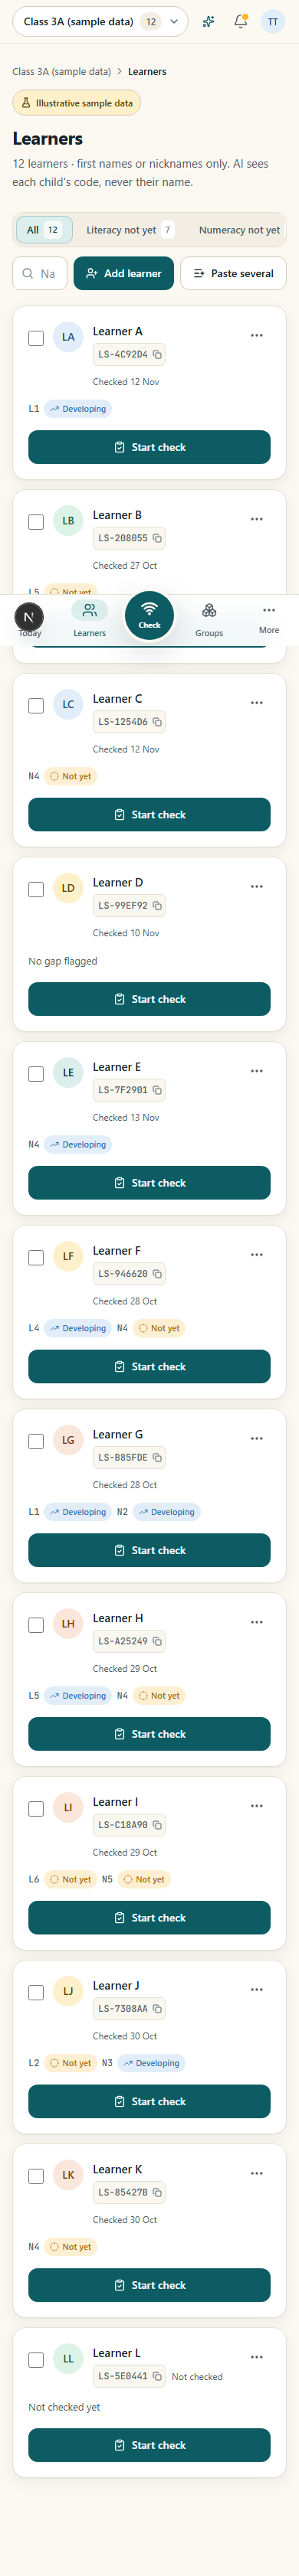 Class 3A (sample data) 12
TT
Class 3A (sample data) > Learners
Illustrative sample data
Learners
12 learners · first names or nicknames only. AI sees
each child's code, never their name.
All 12 Literacy not yet 7 Numeracy not yet
Na Add learner Paste several
LA Learner A
LS-4C92D4
Checked 12 Nov
L1 Developing
Start check
LB Learner B
LS-208055
Checked 27 Oct
L5 Not yet
N
Today Learners Check Groups More
LC Learner C
LS-1254D6
Checked 12 Nov
N4 Not yet
Start check
LD Learner D
LS-99EF92
Checked 10 Nov
No gap flagged
Start check
LE Learner E
LS-7F2901
Checked 13 Nov
N4 Developing
Start check
LF Learner F
LS-946620
Checked 28 Oct
L4 Developing N4 Not yet
Start check
LG Learner G
LS-B85FDE
Checked 28 Oct
L1 Developing N2 Developing
Start check
LH Learner H
LS-A25249
Checked 29 Oct
L5 Developing N4 Not yet
Start check
LI Learner I
LS-C18A90
Checked 29 Oct
L6 Not yet N5 Not yet
Start check
LJ Learner J
LS-7308AA
Checked 30 Oct
L2 Not yet N3 Developing
Start check
LK Learner K
LS-85427B
Checked 30 Oct
N4 Not yet
Start check
LL Learner L
LS-5E0441 Not checked
Not checked yet
Start check